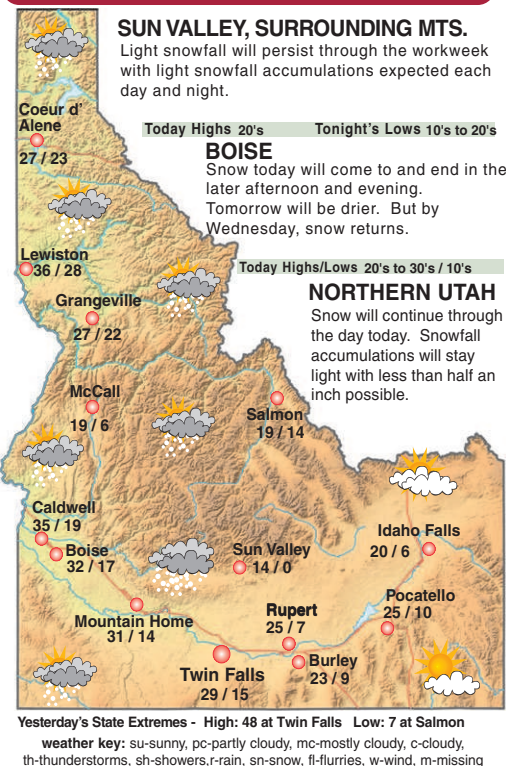 SUN VALLEY, SURROUNDING MTS.
Light snowfall will persist through the workweek
with light snowfall accumulations expected each
day and night.
Today Highs 20's Tonight's Lows 10's to 20's
BOISE
Snow today will come to and end in the
later afternoon and evening.
Tomorrow will be drier. But by
Wednesday, snow returns.
Today Highs/Lows 20's to 30's / 10's
NORTHERN UTAH
Snow will continue through
the day today. Snowfall
accumulations will stay
light with less than half an
inch possible.
Coeur d'
Alene
27 / 23
Lewiston
36 / 28
Grangeville
27 / 22
McCall
19 / 6
Salmon
19 / 14
Caldwell
35 / 19
Boise
32 / 17
Sun Valley
14 / 0
Idaho Falls
20 / 6
Pocatello
25 / 10
Mountain Home
31 / 14
Rupert
25 / 7
Burley
23 / 9
Twin Falls
29 / 15
Yesterday's State Extremes - High: 48 at Twin Falls Low: 7 at Salmon
weather key: su-sunny, pc-partly cloudy, mc-mostly cloudy, c-cloudy,
th-thunderstorms, sh-showers,r-rain, sn-snow, fl-flurries, w-wind, m-missing